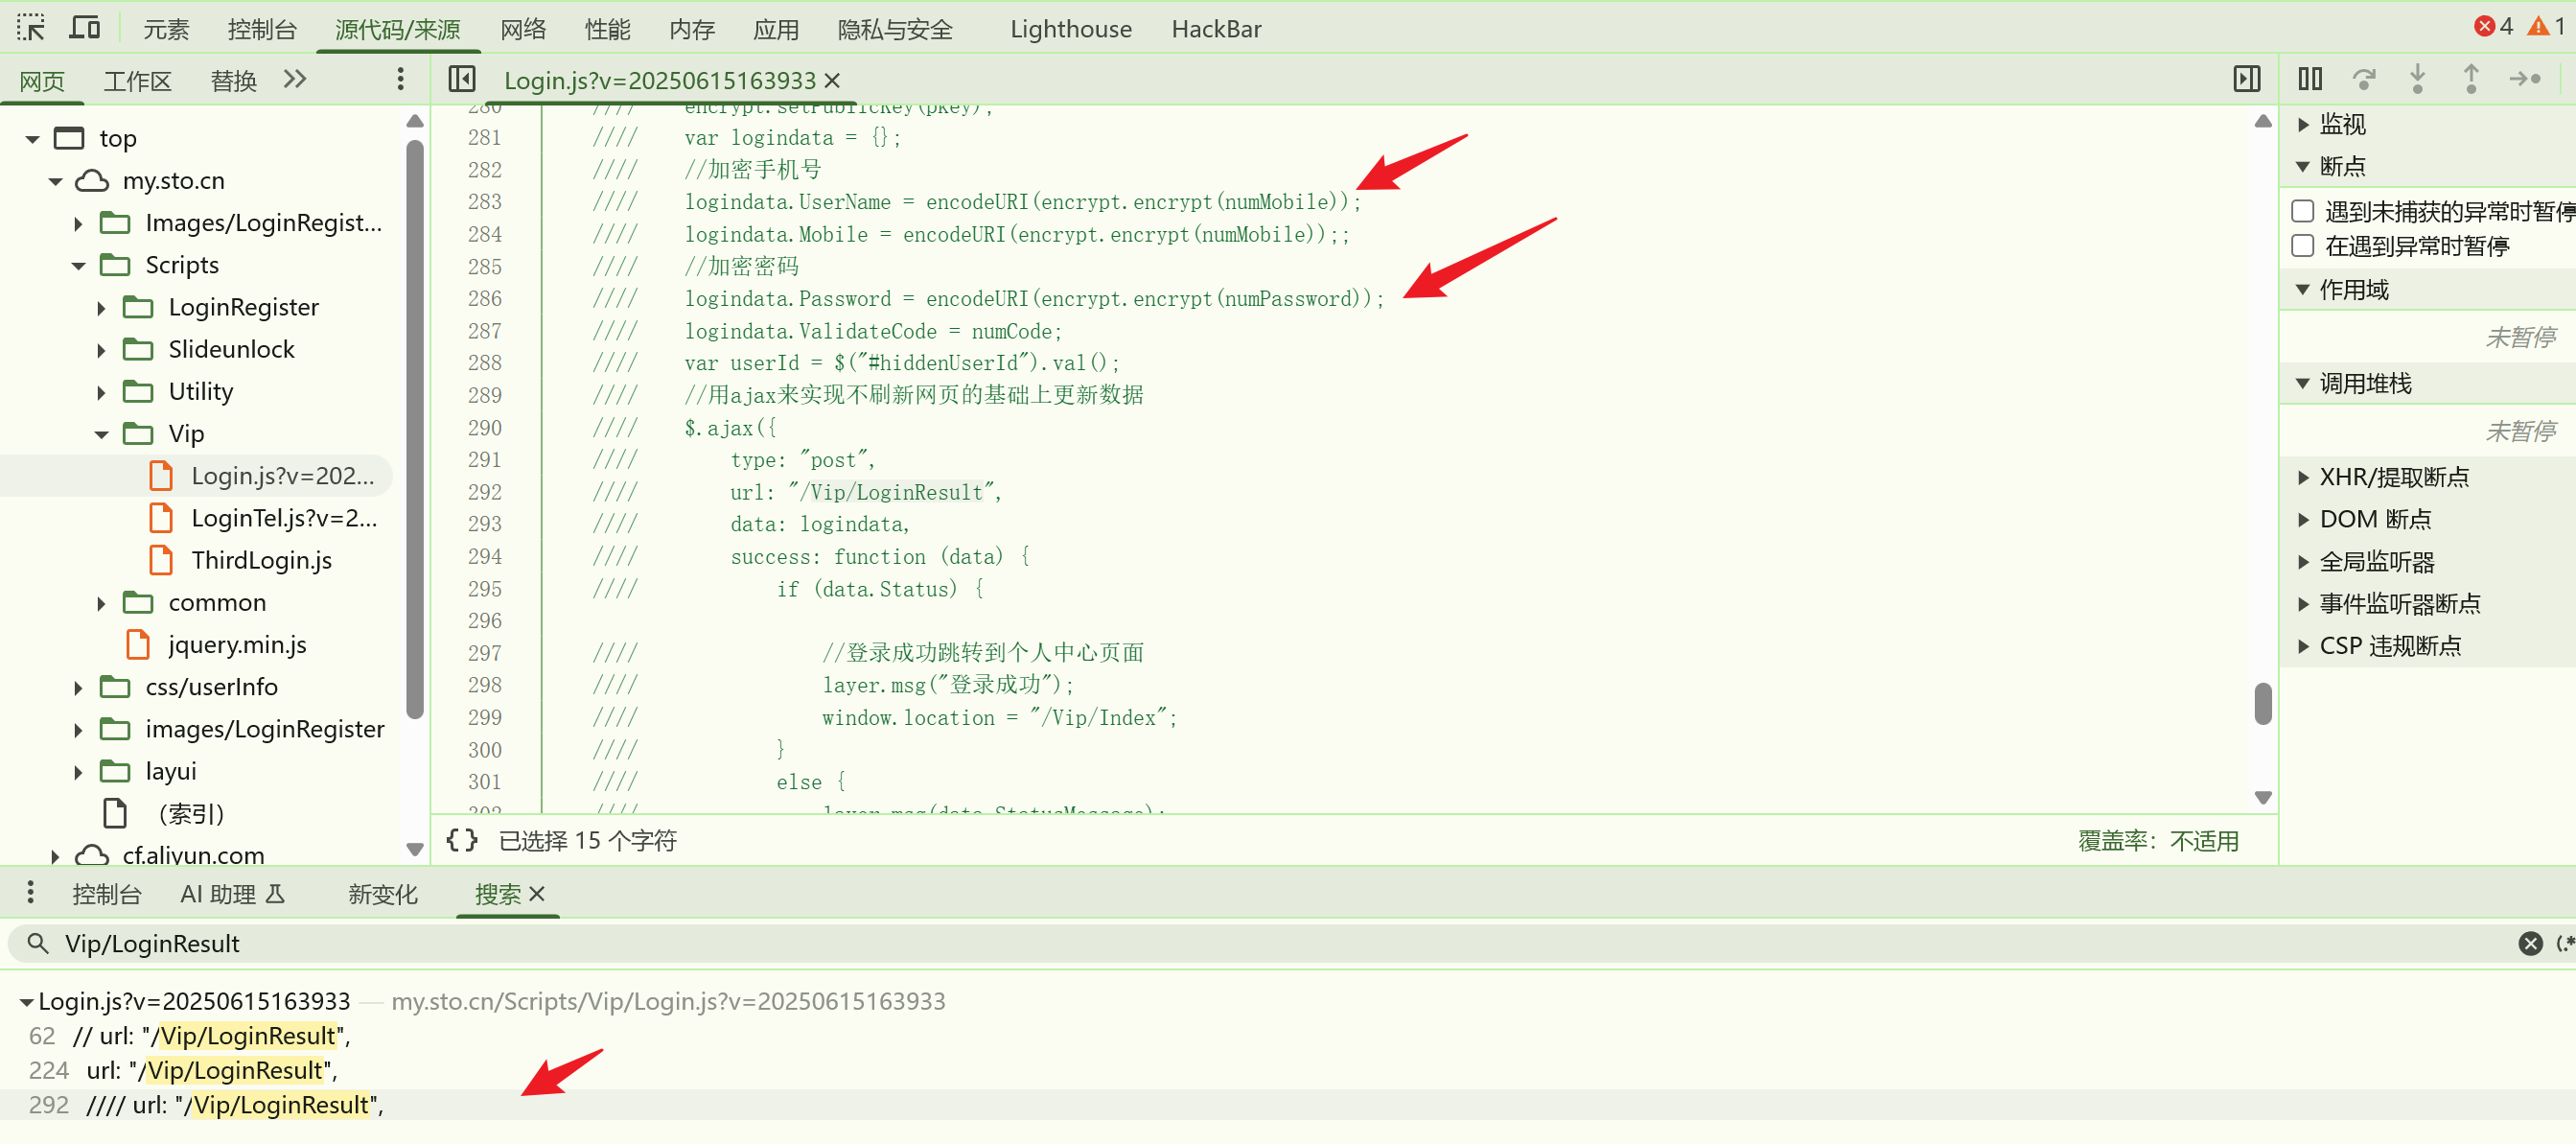 元素 控制台 源代码/来源 网络 性能 内存 应用 隐私与安全 Lighthouse HackBar 4 1
网页 工作区 替换
Login.js?v=20250615163933
top
my.sto.cn
Images/LoginRegist...
Scripts
LoginRegister
Slideunlock
Utility
Vip
Login.js?v=202...
LoginTel.js?v=2...
ThirdLogin.js
common
jquery.min.js
css/userInfo
images/LoginRegister
layui
（索引）
cf.aliyun.com
280 //// encrypt.setPublicKey(pkey);
281 //// var logindata = {};
282 //// //加密手机号
283 //// logindata.UserName = encodeURI(encrypt.encrypt(numMobile));
284 //// logindata.Mobile = encodeURI(encrypt.encrypt(numMobile));;
285 //// //加密密码
286 //// logindata.Password = encodeURI(encrypt.encrypt(numPassword));
287 //// logindata.ValidateCode = numCode;
288 //// var userId = $("#hiddenUserId").val();
289 //// //用ajax来实现不刷新网页的基础上更新数据
290 //// $.ajax({
291 //// type: "post",
292 //// url: "/Vip/LoginResult",
293 //// data: logindata,
294 //// success: function (data) {
295 //// if (data.Status) {
296
297 //// //登录成功跳转到个人中心页面
298 //// layer.msg("登录成功");
299 //// window.location = "/Vip/Index";
300 //// }
301 //// else {
302 //// layer.msg(data.StatusMessage);
{} 已选择 15 个字符
覆盖率：不适用
监视
断点
遇到未捕获的异常时暂停
在遇到异常时暂停
作用域
未暂停
调用堆栈
未暂停
XHR/提取断点
DOM 断点
全局监听器
事件监听器断点
CSP 违规断点
控制台 AI 助理 新变化 搜索
Vip/LoginResult
(.*
Login.js?v=20250615163933 — my.sto.cn/Scripts/Vip/Login.js?v=20250615163933
62 // url: "/Vip/LoginResult",
224 url: "/Vip/LoginResult",
292 //// url: "/Vip/LoginResult",